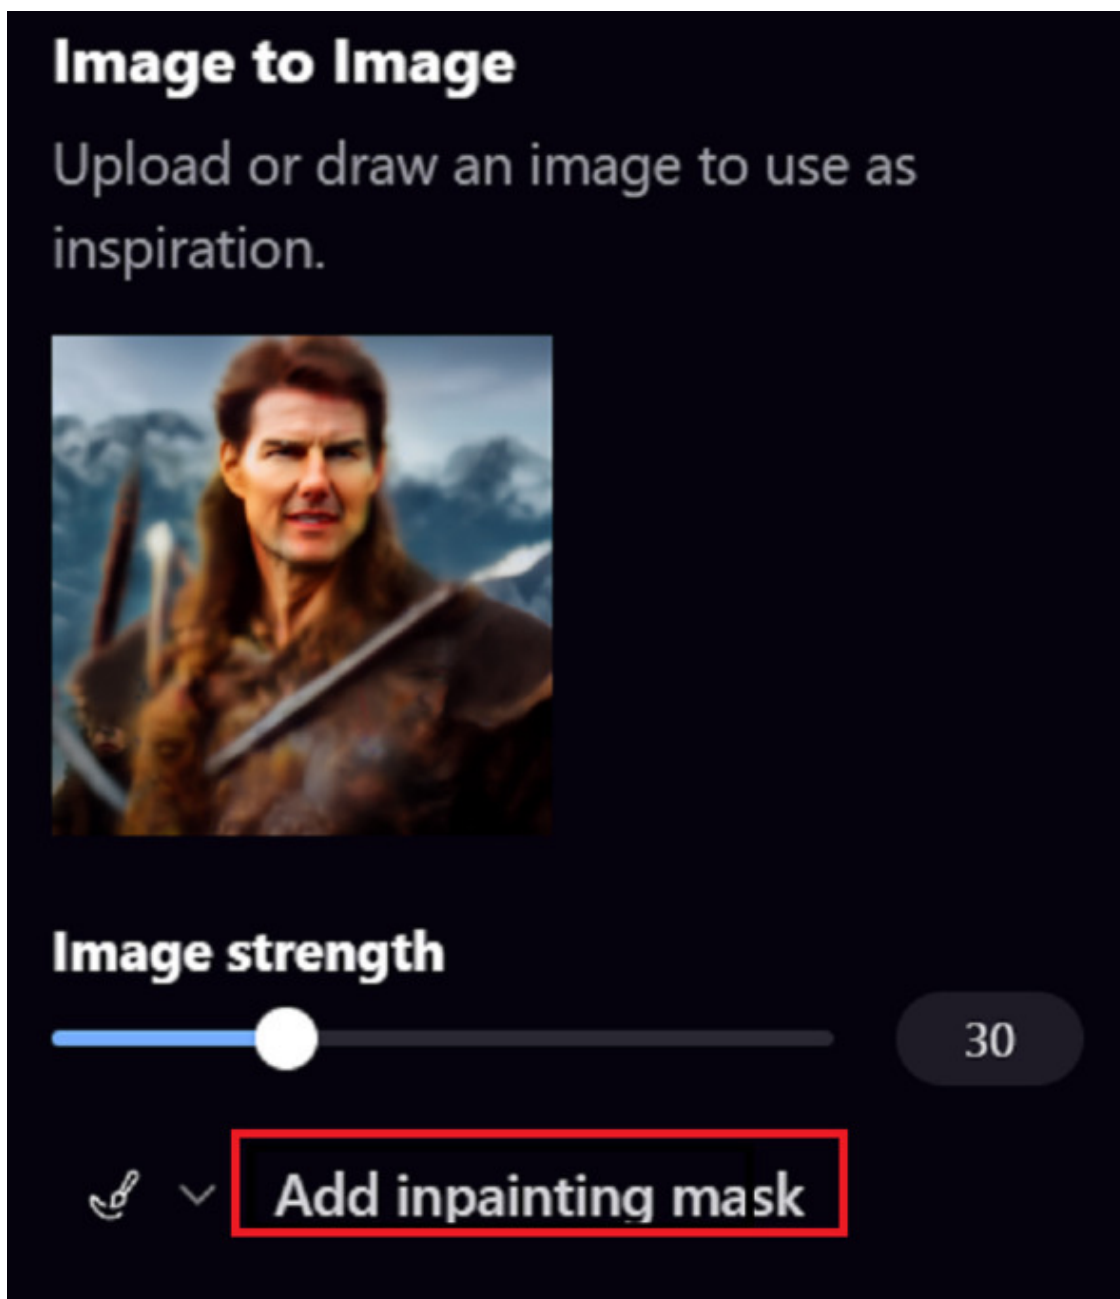 Image to Image
Upload or draw an image to use as
inspiration.
Image strength
30
Add inpainting mask